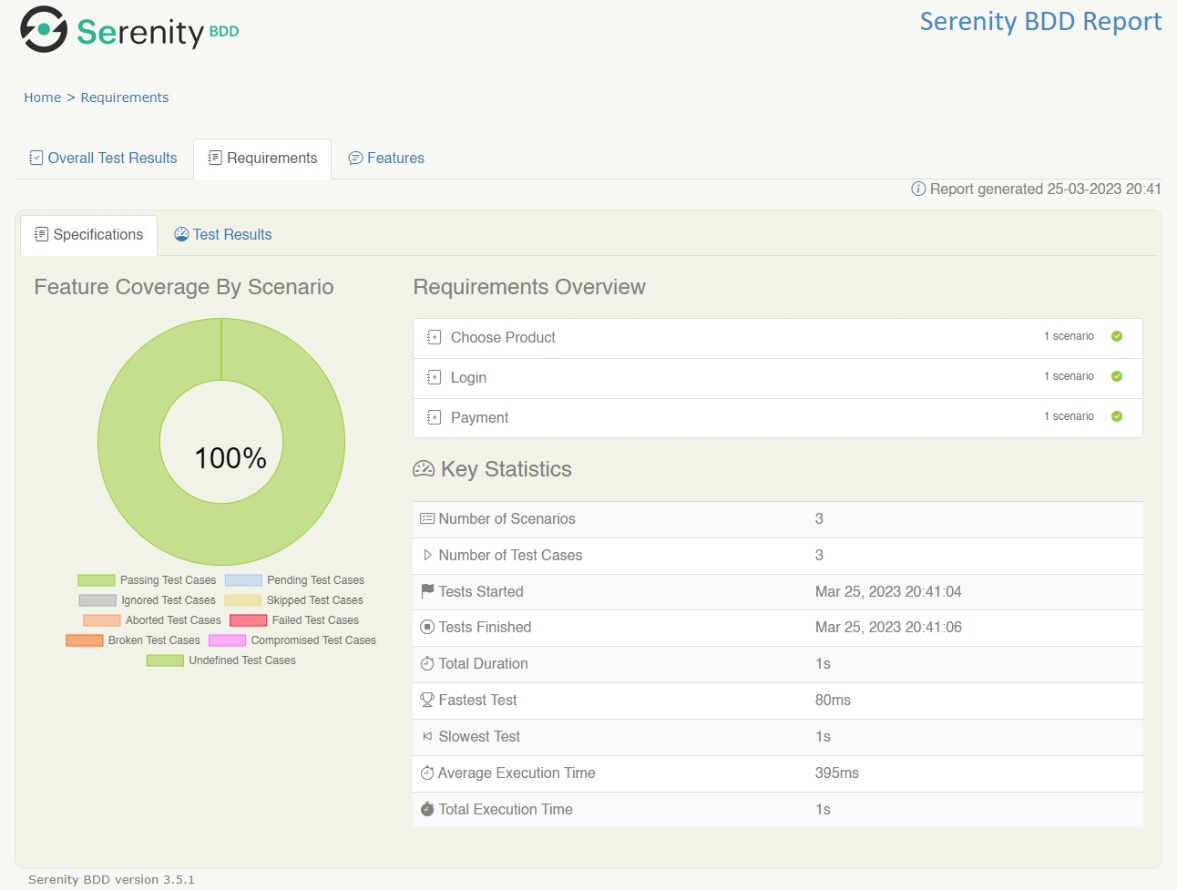 Serenity BDD
Serenity BDD Report
Home > Requirements
Overall Test Results Requirements Features
Report generated 25-03-2023 20:41
Specifications Test Results
Feature Coverage By Scenario
100%
Passing Test Cases Pending Test Cases
Ignored Test Cases Skipped Test Cases
Aborted Test Cases Failed Test Cases
Broken Test Cases Compromised Test Cases
Undefined Test Cases
Requirements Overview
Choose Product 1 scenario
Login 1 scenario
Payment 1 scenario
Key Statistics
Number of Scenarios 3
Number of Test Cases 3
Tests Started Mar 25, 2023 20:41:04
Tests Finished Mar 25, 2023 20:41:06
Total Duration 1s
Fastest Test 80ms
Slowest Test 1s
Average Execution Time 395ms
Total Execution Time 1s
Serenity BDD version 3.5.1